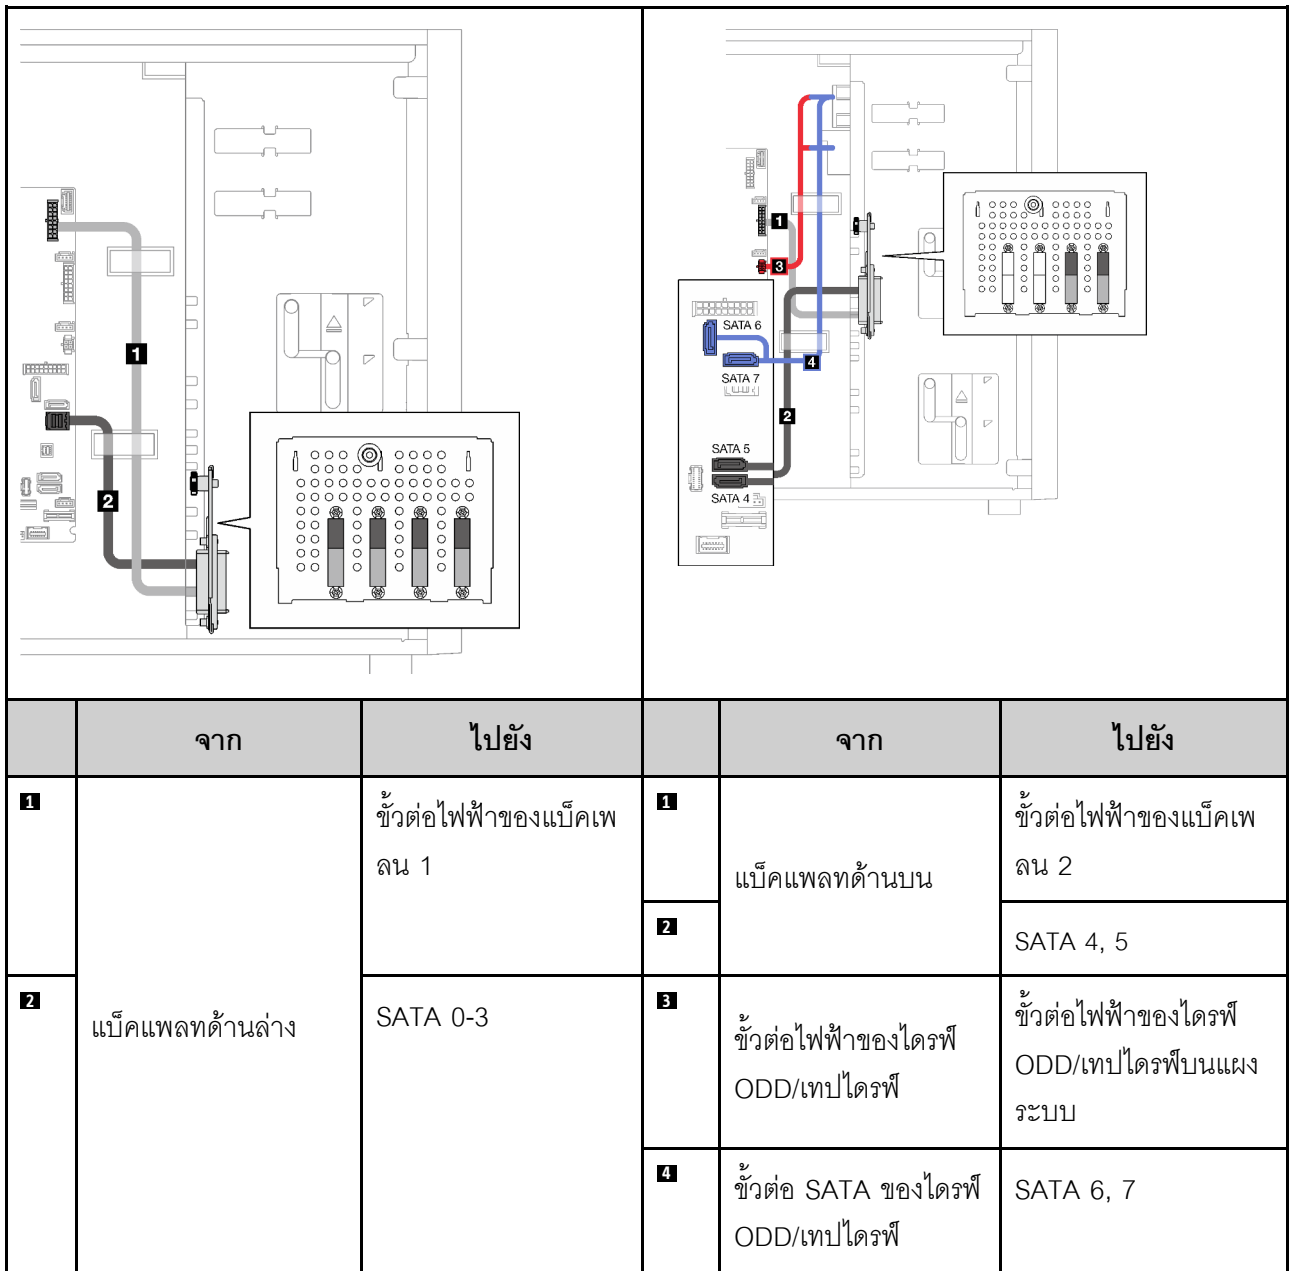 1
2
1
3
SATA 6
4
SATA 7
2
SATA 5
SATA 4
จาก ไปยัง จาก ไปยัง
1 ขั้วต่อไฟฟ้าของแบ็คเพ
ลน 1
2 แบ็คแพลทด้านล่าง SATA 0-3
1 แบ็คแพลทด้านบน ขั้วต่อไฟฟ้าของแบ็คเพ
ลน 2
2 SATA 4, 5
3 ขั้วต่อไฟฟ้าของไดรฟ์
ODD/เทปไดรฟ์
ขั้วต่อไฟฟ้าของไดรฟ์
ODD/เทปไดรฟ์บนแผง
ระบบ
4 ขั้วต่อ SATA ของไดรฟ์
ODD/เทปไดรฟ์
SATA 6, 7